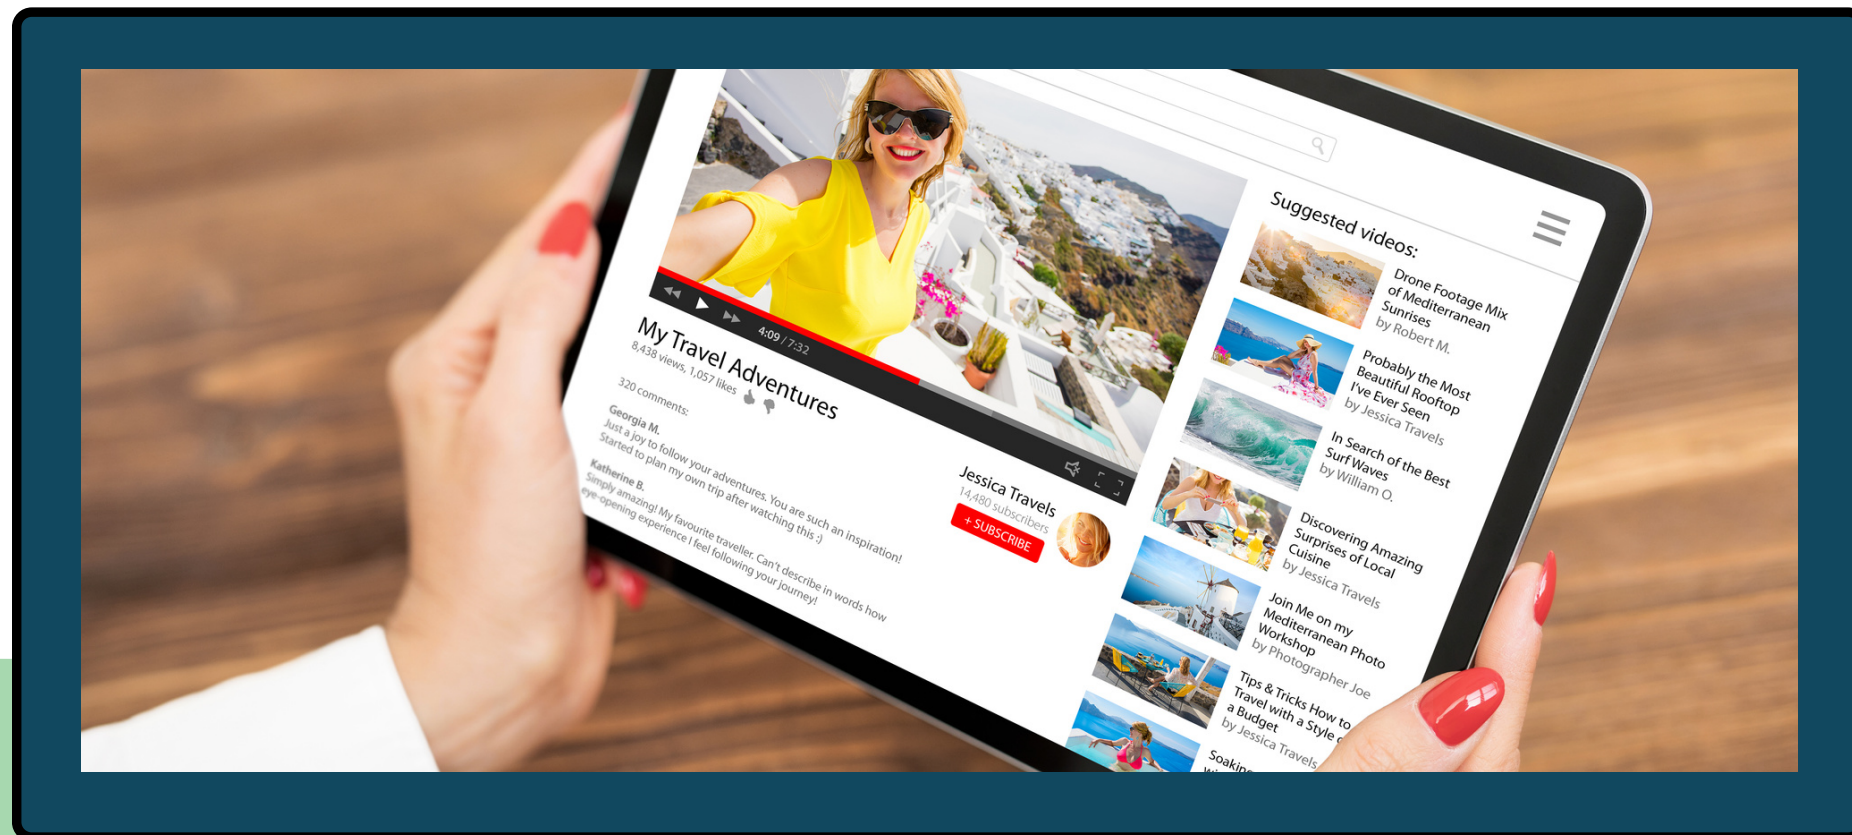 4:09 / 7:32
My Travel Adventures
8,438 views, 1,057 likes
320 comments:
Georgia M.
Just a joy to follow your adventures. You are such an inspiration!
Started to plan my own trip after watching this ;)
Katherine B.
Simply amazing! My favourite traveller. Can't describe in words how
eye-opening experience I feel following your journey!
Jessica Travels
14,480 subscribers
+ SUBSCRIBE
Suggested videos:
Drone Footage Mix
of Mediterranean
Sunrises
by Robert M.
Probably the Most
Beautiful Rooftop
I've Ever Seen
by Jessica Travels
In Search of the Best
Surf Waves
by William O.
Discovering Amazing
Surprises of Local
Cuisine
by Jessica Travels
Join Me on my
Mediterranean Photo
Workshop
by Photographer Joe
Tips & Tricks How to
Travel with a Style
a Budget
by Jessica Travels